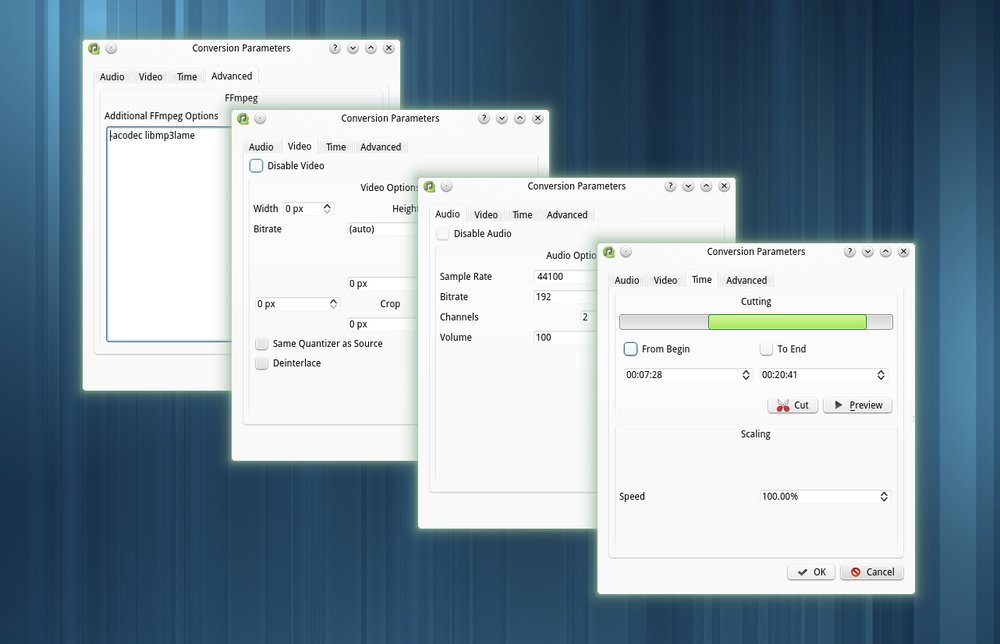 Conversion Parameters
Audio Video Time Advanced
FFmpeg
Additional FFmpeg Options
-acodec libmp3lame
Conversion Parameters
Audio Video Time Advanced
Disable Video
Video Options
Width 0 px Height
Bitrate (auto)
0 px
0 px Crop
0 px
Same Quantizer as Source
Deinterlace
Conversion Parameters
Audio Video Time Advanced
Disable Audio
Audio Optio
Sample Rate 44100
Bitrate 192
Channels 2
Volume 100
Conversion Parameters
Audio Video Time Advanced
Cutting
From Begin To End
00:07:28 00:20:41
Cut Preview
Scaling
Speed 100.00%
OK Cancel